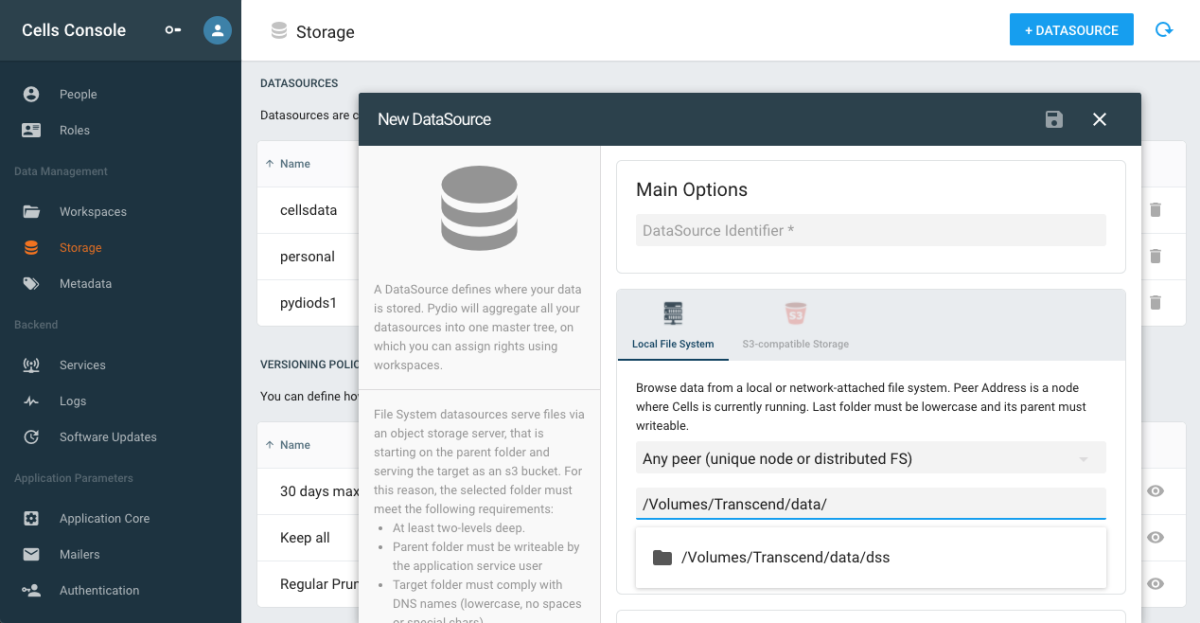 Cells Console
People
Roles
Data Management
Workspaces
Storage
Metadata
Backend
Services
Logs
Software Updates
Application Parameters
Application Core
Mailers
Authentication
Storage
+ DATASOURCE
DATASOURCES
Datasources are c
Name
cellsdata
personal
pydiods1
VERSIONING POLIC
You can define ho
Name
30 days max
Keep all
Regular Prun
New DataSource
A DataSource defines where your data
is stored. Pydio will aggregate all your
datasources into one master tree, on
which you can assign rights using
workspaces.
File System datasources serve files via
an object storage server, that is
starting on the parent folder and
serving the target as an s3 bucket. For
this reason, the selected folder must
meet the following requirements:
• At least two-levels deep.
• Parent folder must be writeable by
the application service user
• Target folder must comply with
DNS names (lowercase, no spaces
or special chars)
Main Options
DataSource Identifier *
S3
Local File System
S3-compatible Storage
Browse data from a local or network-attached file system. Peer Address is a node
where Cells is currently running. Last folder must be lowercase and its parent must
writeable.
Any peer (unique node or distributed FS)
/Volumes/Transcend/data/
/Volumes/Transcend/data/dss